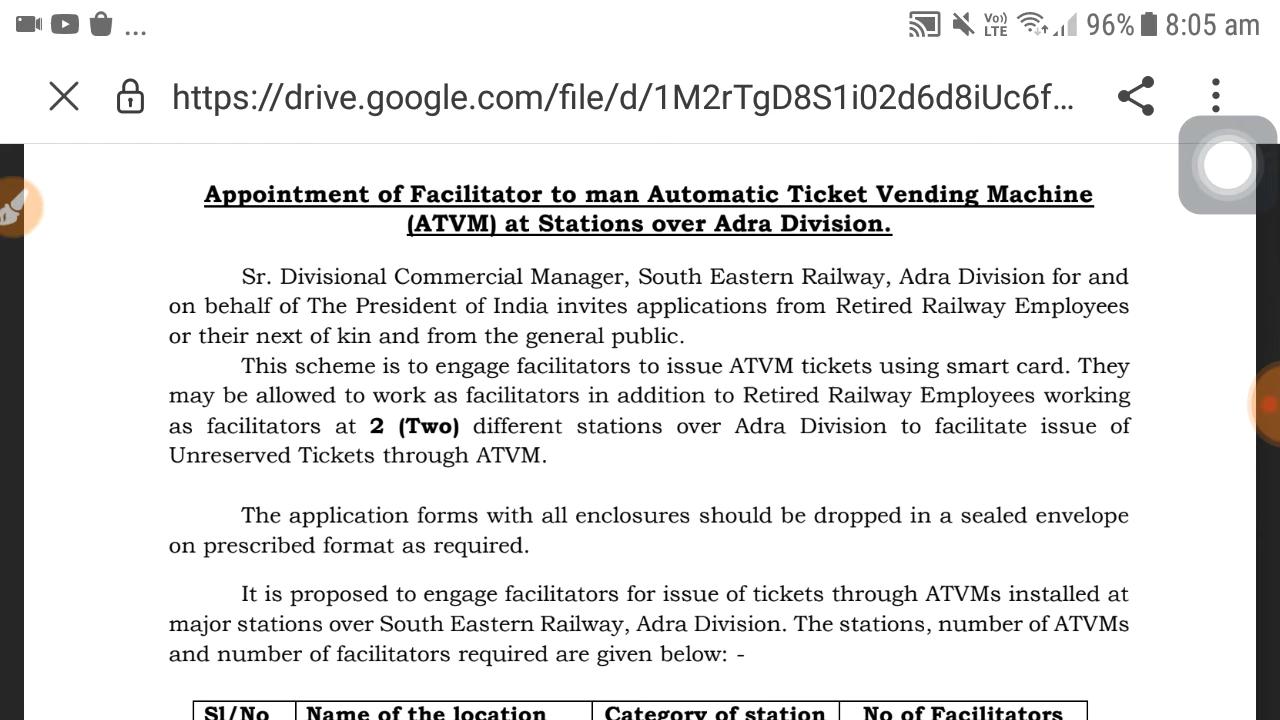 ...
Vo)) LTE 96% 8:05 am
https://drive.google.com/file/d/1M2rTgD8S1i02d6d8iUc6f...
Appointment of Facilitator to man Automatic Ticket Vending Machine
(ATVM) at Stations over Adra Division.
Sr. Divisional Commercial Manager, South Eastern Railway, Adra Division for and
on behalf of The President of India invites applications from Retired Railway Employees
or their next of kin and from the general public.
This scheme is to engage facilitators to issue ATVM tickets using smart card. They
may be allowed to work as facilitators in addition to Retired Railway Employees working
as facilitators at 2 (Two) different stations over Adra Division to facilitate issue of
Unreserved Tickets through ATVM.
The application forms with all enclosures should be dropped in a sealed envelope
on prescribed format as required.
It is proposed to engage facilitators for issue of tickets through ATVMs installed at
major stations over South Eastern Railway, Adra Division. The stations, number of ATVMs
and number of facilitators required are given below: -
Sl/No Name of the location Category of station No of Facilitators